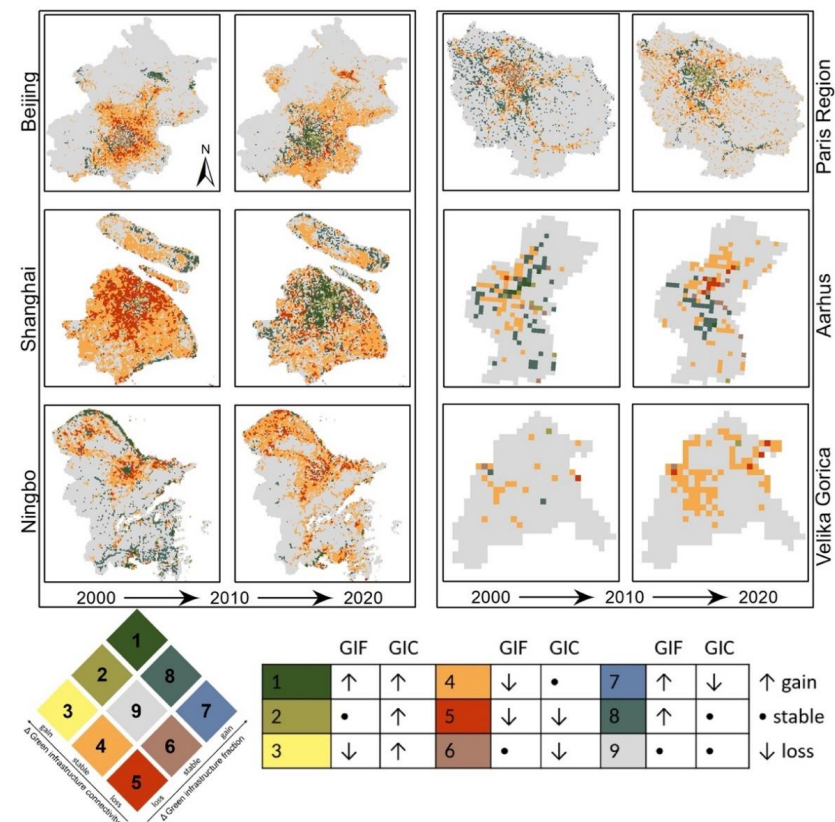 Beijing
Shanghai
Ningbo
N
2000 → 2010 → 2020
Paris Region
Aarhus
Velika Gorica
2000 → 2010 → 2020
1
2 8
3 9 7
4 6
5
gain
stable
loss
Δ Green infrastructure connectivity
gain
stable
loss
Δ Green infrastructure fraction
GIF GIC GIF GIC GIF GIC
1 ↑ ↑ 4 ↓ • 7 ↑ ↓ ↑ gain
2 • ↑ 5 ↓ ↓ 8 ↑ • • stable
3 ↓ ↑ 6 • ↓ 9 • • ↓ loss